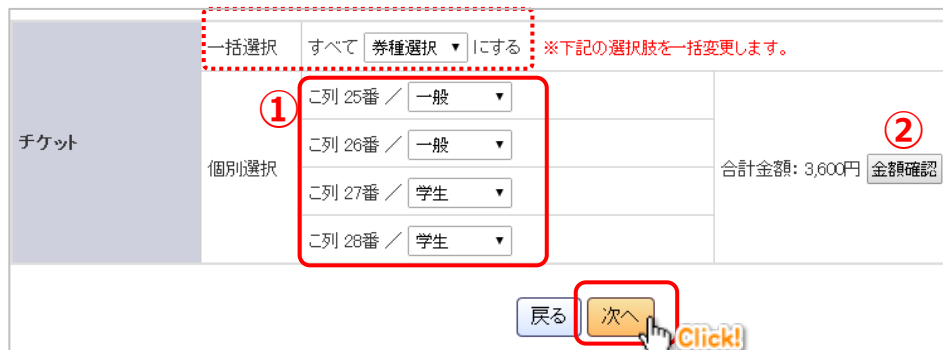 一括選択 すべて 券種選択 ▼ にする ※下記の選択肢を一括変更します。
①
こ列 25番 ／ 一般 ▼
チケット
個別選択
こ列 26番 ／ 一般 ▼
こ列 27番 ／ 学生 ▼
こ列 28番 ／ 学生 ▼
②
合計金額: 3,600円 金額確認
戻る 次へ
Click!